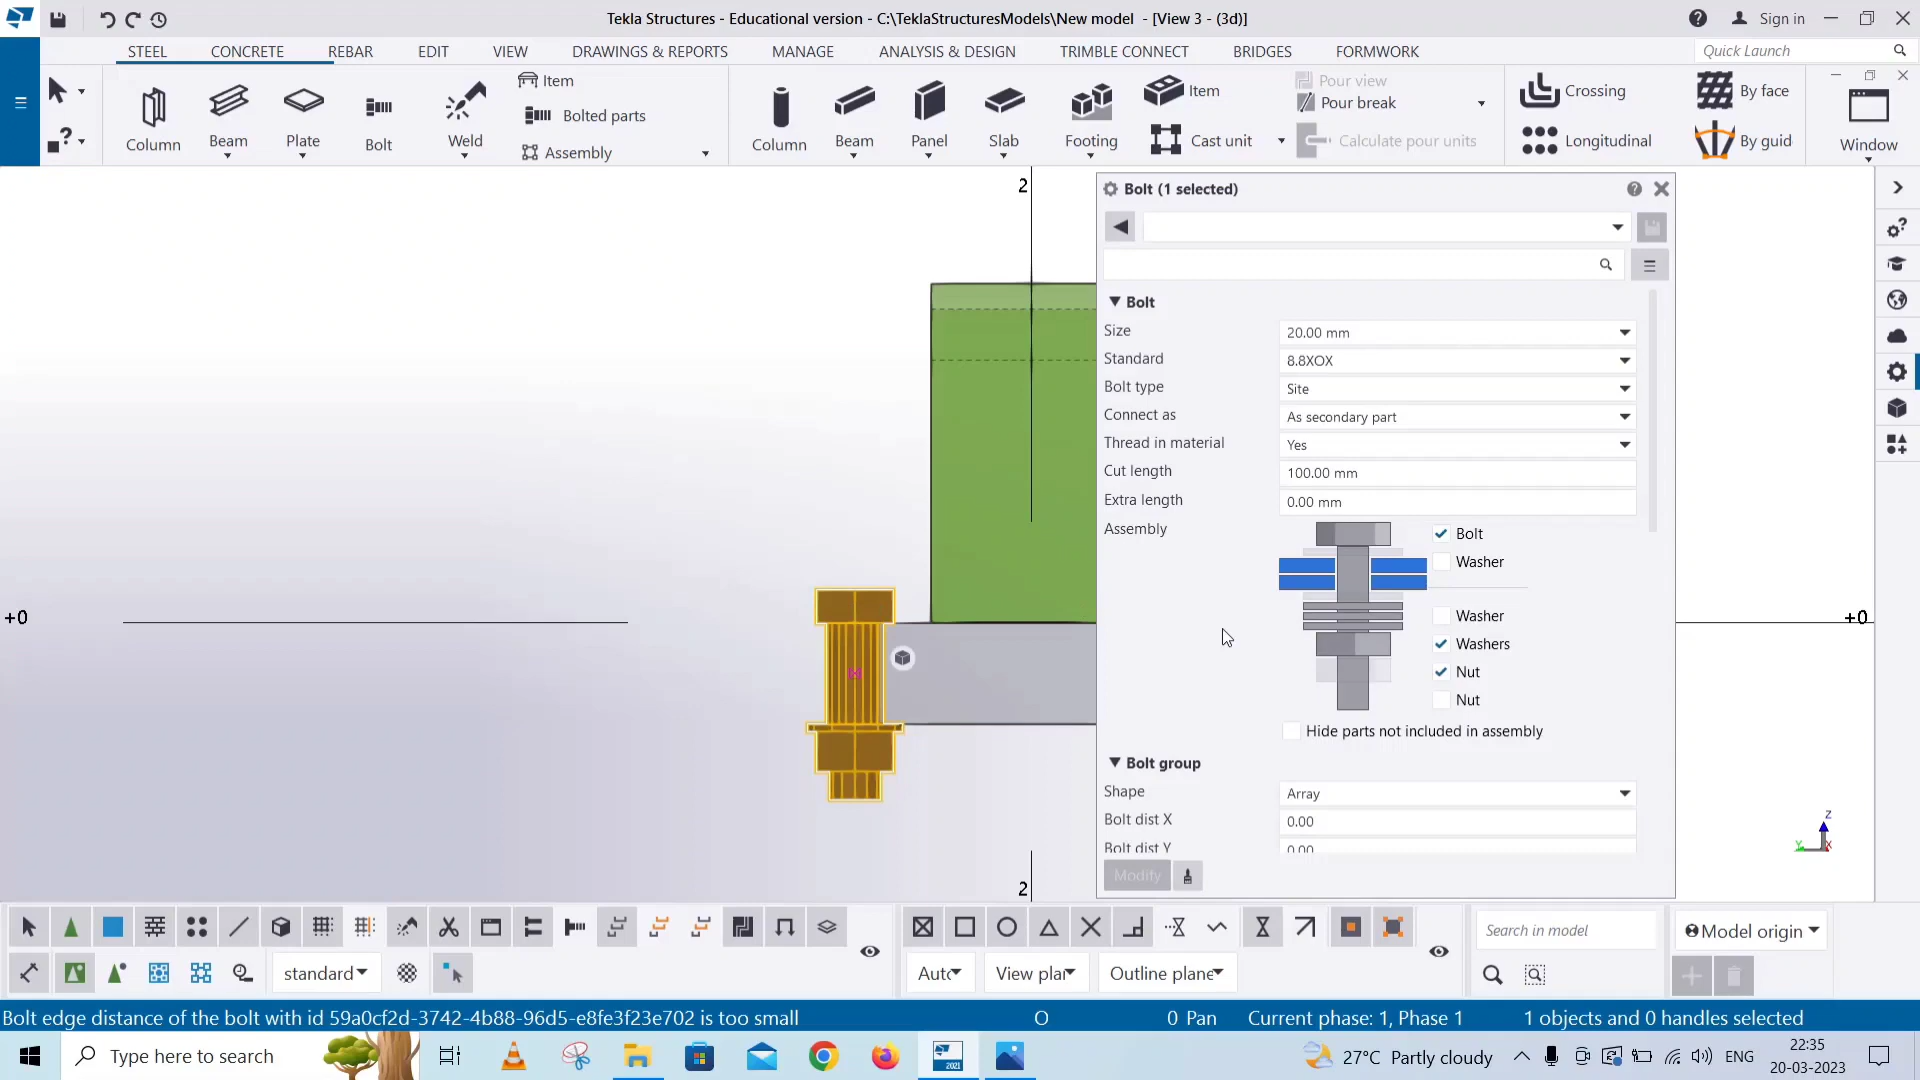 Tekla Structures - Educational version - C:\TeklaStructuresModels\New model - [View 3 - (3d)]
Sign in
STEEL CONCRETE REBAR EDIT VIEW DRAWINGS & REPORTS MANAGE ANALYSIS & DESIGN TRIMBLE CONNECT BRIDGES FORMWORK
Quick Launch
Column Beam Plate Bolt Weld
Item
Bolted parts
Assembly
Column Beam Panel Slab Footing
Item
Cast unit
Pour view
Pour break
Calculate pour units
Crossing
Longitudinal
By face
By guid
Window
2
+0
+0
2
Bolt (1 selected)
Bolt
Size 20.00 mm
Standard 8.8XOX
Bolt type Site
Connect as As secondary part
Thread in material Yes
Cut length 100.00 mm
Extra length 0.00 mm
Assembly
Bolt
Washer
Washer
Washers
Nut
Nut
Hide parts not included in assembly
Bolt group
Shape Array
Bolt dist X 0.00
Bolt dist Y 0.00
Modify
Z
Y X
standard
Auto
View plar
Outline plane
Search in model
Model origin
Bolt edge distance of the bolt with id 59a0cf2d-3742-4b88-96d5-e8fe3f23e702 is too small
O 0 Pan Current phase: 1, Phase 1 1 objects and 0 handles selected
Type here to search
2021
27°C Partly cloudy
ENG
22:35
20-03-2023